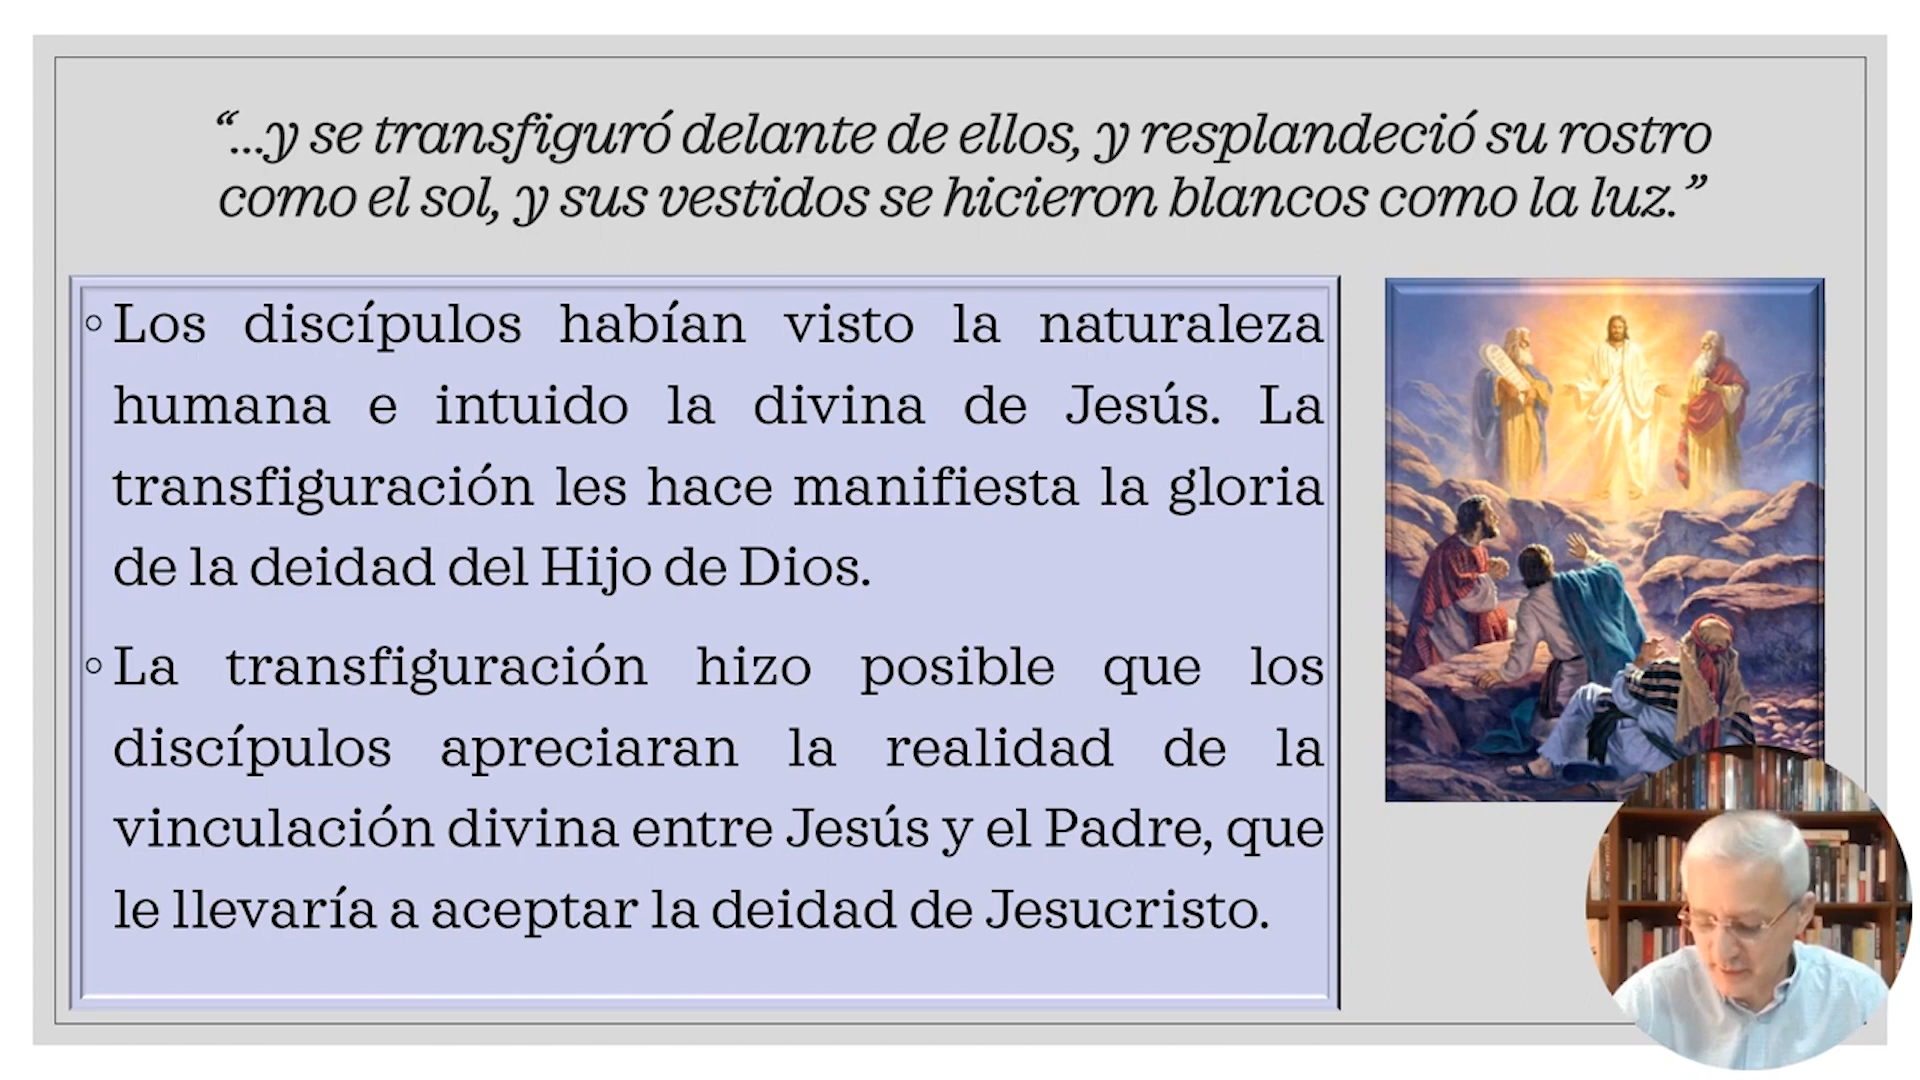 “...y se transfiguró delante de ellos, y resplandeció su rostro
como el sol, y sus vestidos se hicieron blancos como la luz.”
◦ Los discípulos habían visto la naturaleza
humana e intuido la divina de Jesús. La
transfiguración les hace manifiesta la gloria
de la deidad del Hijo de Dios.
◦ La transfiguración hizo posible que los
discípulos apreciaran la realidad de la
vinculación divina entre Jesús y el Padre, que
le llevaría a aceptar la deidad de Jesucristo.